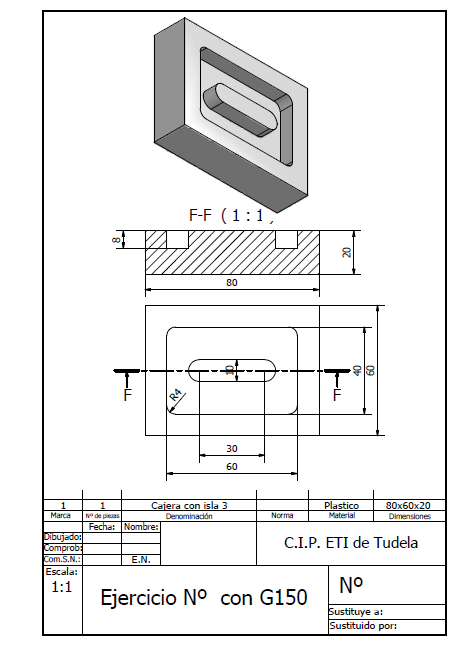 F-F ( 1 : 1 )
8
20
80
10
40
60
R4
F
F
30
60
1 1 Cajera con isla 3 Plastico 80x60x20
Marca Nº de piezas Denominación Norma Material Dimensiones
Fecha: Nombre:
Dibujado:
Comprob:
Com.S.N.: E.N.
C.I.P. ETI de Tudela
Escala:
1:1
Ejercicio Nº con G150
Nº
Sustituye a:
Sustituido por: